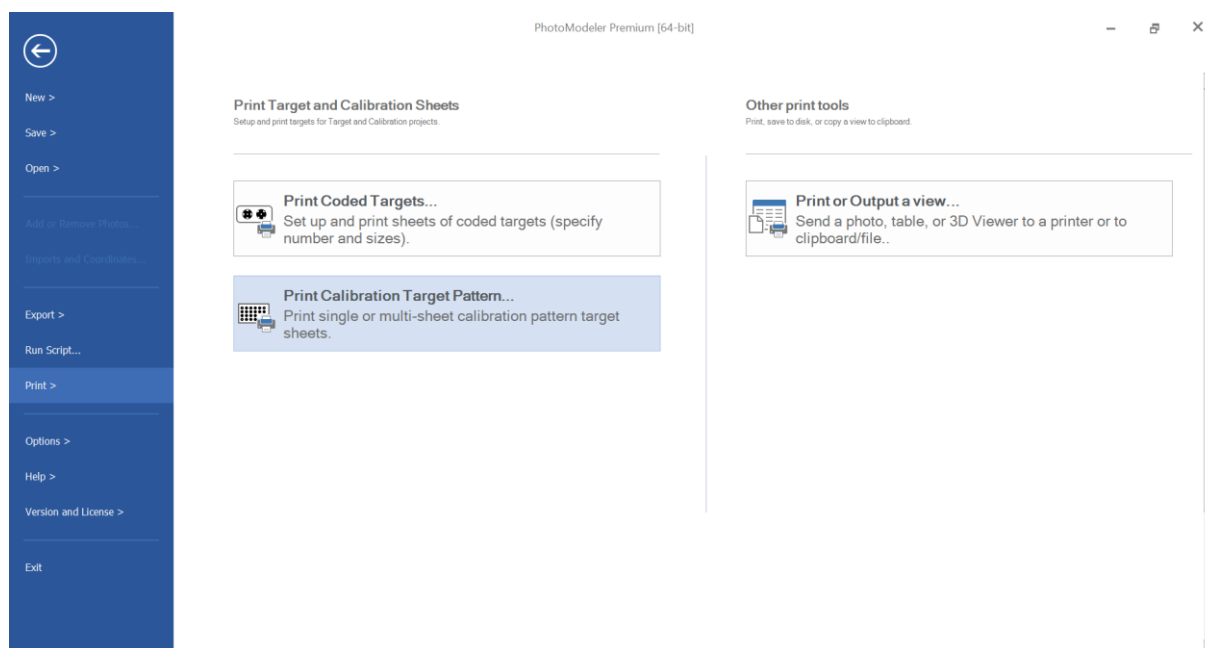 PhotoModeler Premium [64-bit]
New >
Save >
Open >
Add or Remove Photos...
Imports and Coordinates...
Export >
Run Script...
Print >
Options >
Help >
Version and License >
Exit
Print Target and Calibration Sheets
Setup and print targets for Target and Calibration projects.
Print Coded Targets...
Set up and print sheets of coded targets (specify
number and sizes).
Print Calibration Target Pattern...
Print single or multi-sheet calibration pattern target
sheets.
Other print tools
Print, save to disk, or copy a view to clipboard.
Print or Output a view...
Send a photo, table, or 3D Viewer to a printer or to
clipboard/file..